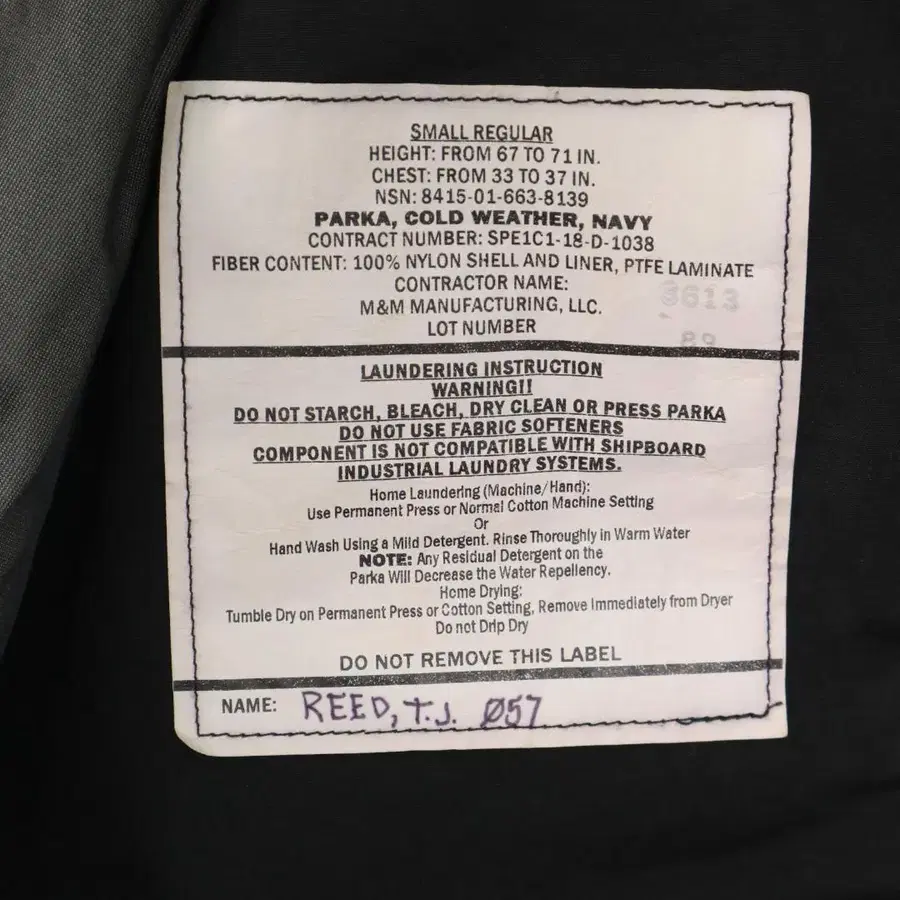 SMALL REGULAR
HEIGHT: FROM 67 TO 71 IN.
CHEST: FROM 33 TO 37 IN.
NSN: 8415-01-663-8139
PARKA, COLD WEATHER, NAVY
CONTRACT NUMBER: SPE1C1-18-D-1038
FIBER CONTENT: 100% NYLON SHELL AND LINER, PTFE LAMINATE
CONTRACTOR NAME:
M&M MANUFACTURING, LLC.
LOT NUMBER
LAUNDERING INSTRUCTION
WARNING!!
DO NOT STARCH, BLEACH, DRY CLEAN OR PRESS PARKA
DO NOT USE FABRIC SOFTENERS
COMPONENT IS NOT COMPATIBLE WITH SHIPBOARD
INDUSTRIAL LAUNDRY SYSTEMS.
Home Laundering (Machine/Hand):
Use Permanent Press or Normal Cotton Machine Setting
Or
Hand Wash Using a Mild Detergent. Rinse Thoroughly in Warm Water
NOTE: Any Residual Detergent on the
Parka Will Decrease the Water Repellency.
Home Drying:
Tumble Dry on Permanent Press or Cotton Setting, Remove Immediately from Dryer
Do not Drip Dry
DO NOT REMOVE THIS LABEL
NAME: REED, T.J. Ø57